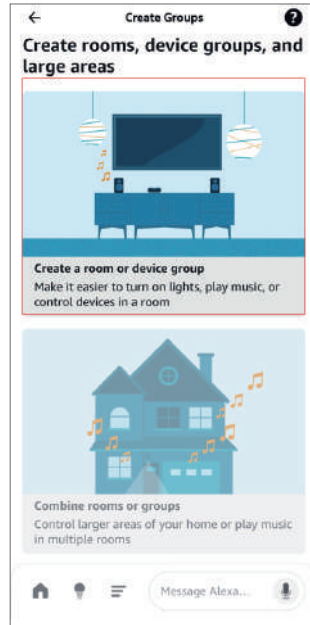 Create Groups
?
Create rooms, device groups, and
large areas
Create a room or device group
Make it easier to turn on lights, play music, or
control devices in a room
Combine rooms or groups
Control larger areas of your home or play music
in multiple rooms
Message Alexa...